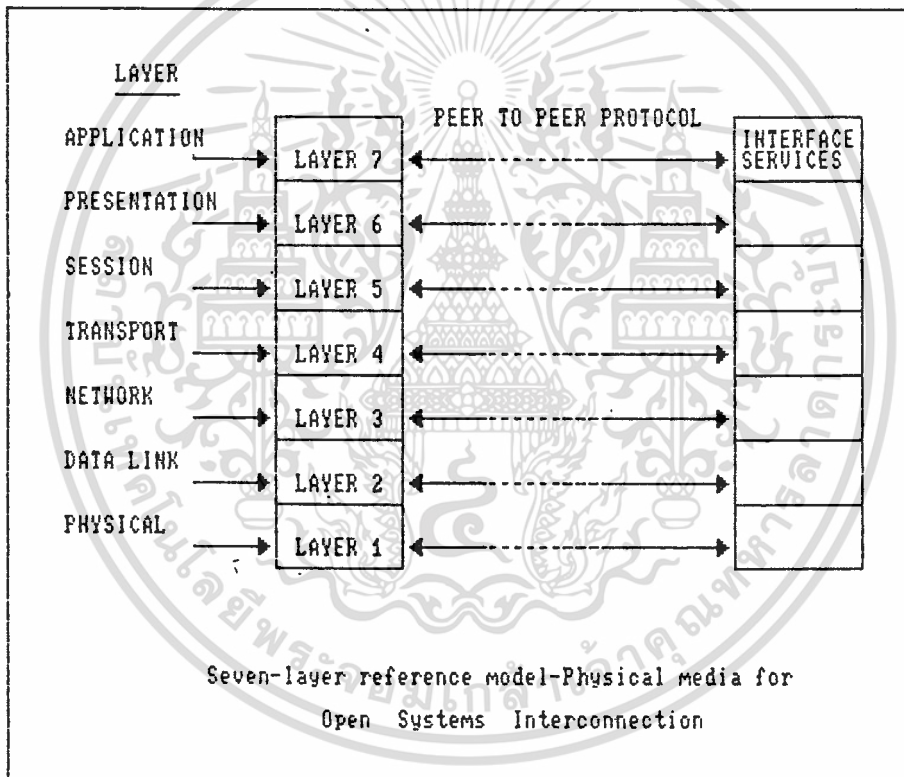 LAYER
PEER TO PEER PROTOCOL
APPLICATION
LAYER 7
INTERFACE
SERVICES
PRESENTATION
LAYER 6
SESSION
LAYER 5
TRANSPORT
LAYER 4
NETWORK
LAYER 3
DATA LINK
LAYER 2
PHYSICAL
LAYER 1
Seven-layer reference model-Physical media for
Open Systems Interconnection